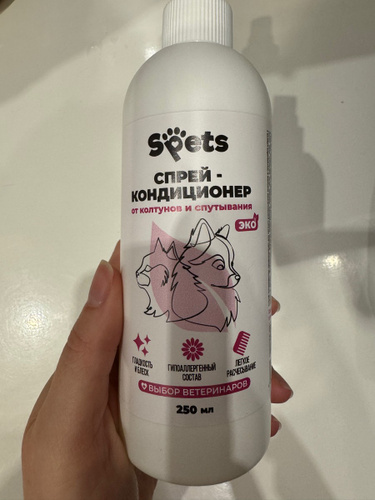 Spets
СПРЕЙ -
КОНДИЦИОНЕР
ОТ КОЛТУНОВ И СПУТЫВАНИЯ
ЭКО
ГЛАДКОСТЬ
И БЛЕСК
ГИПОАЛЛЕРГЕННЫЙ
СОСТАВ
ЛЕГКОЕ
РАСЧЕСЫВАНИЕ
ВЫБОР ВЕТЕРИНАРОВ
250 мл